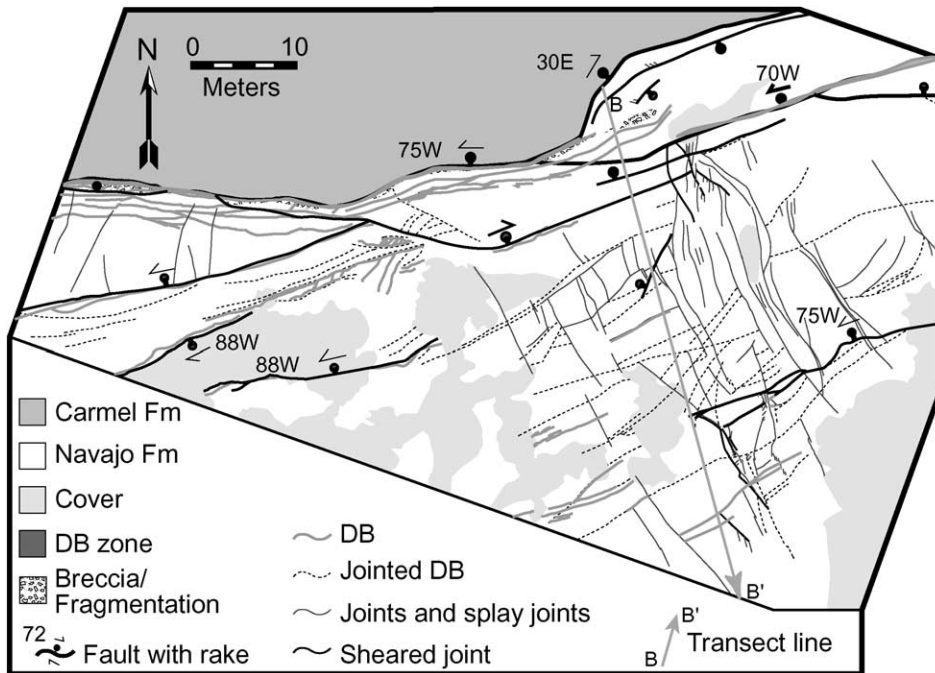 N
0 10
Meters
30E
B
70W
75W
75W
88W
88W
Carmel Fm
Navajo Fm
Cover
DB zone
Breccia/
Fragmentation
72
Fault with rake
DB
Jointed DB
Joints and splay joints
Sheared joint
B'
B'
B
Transect line